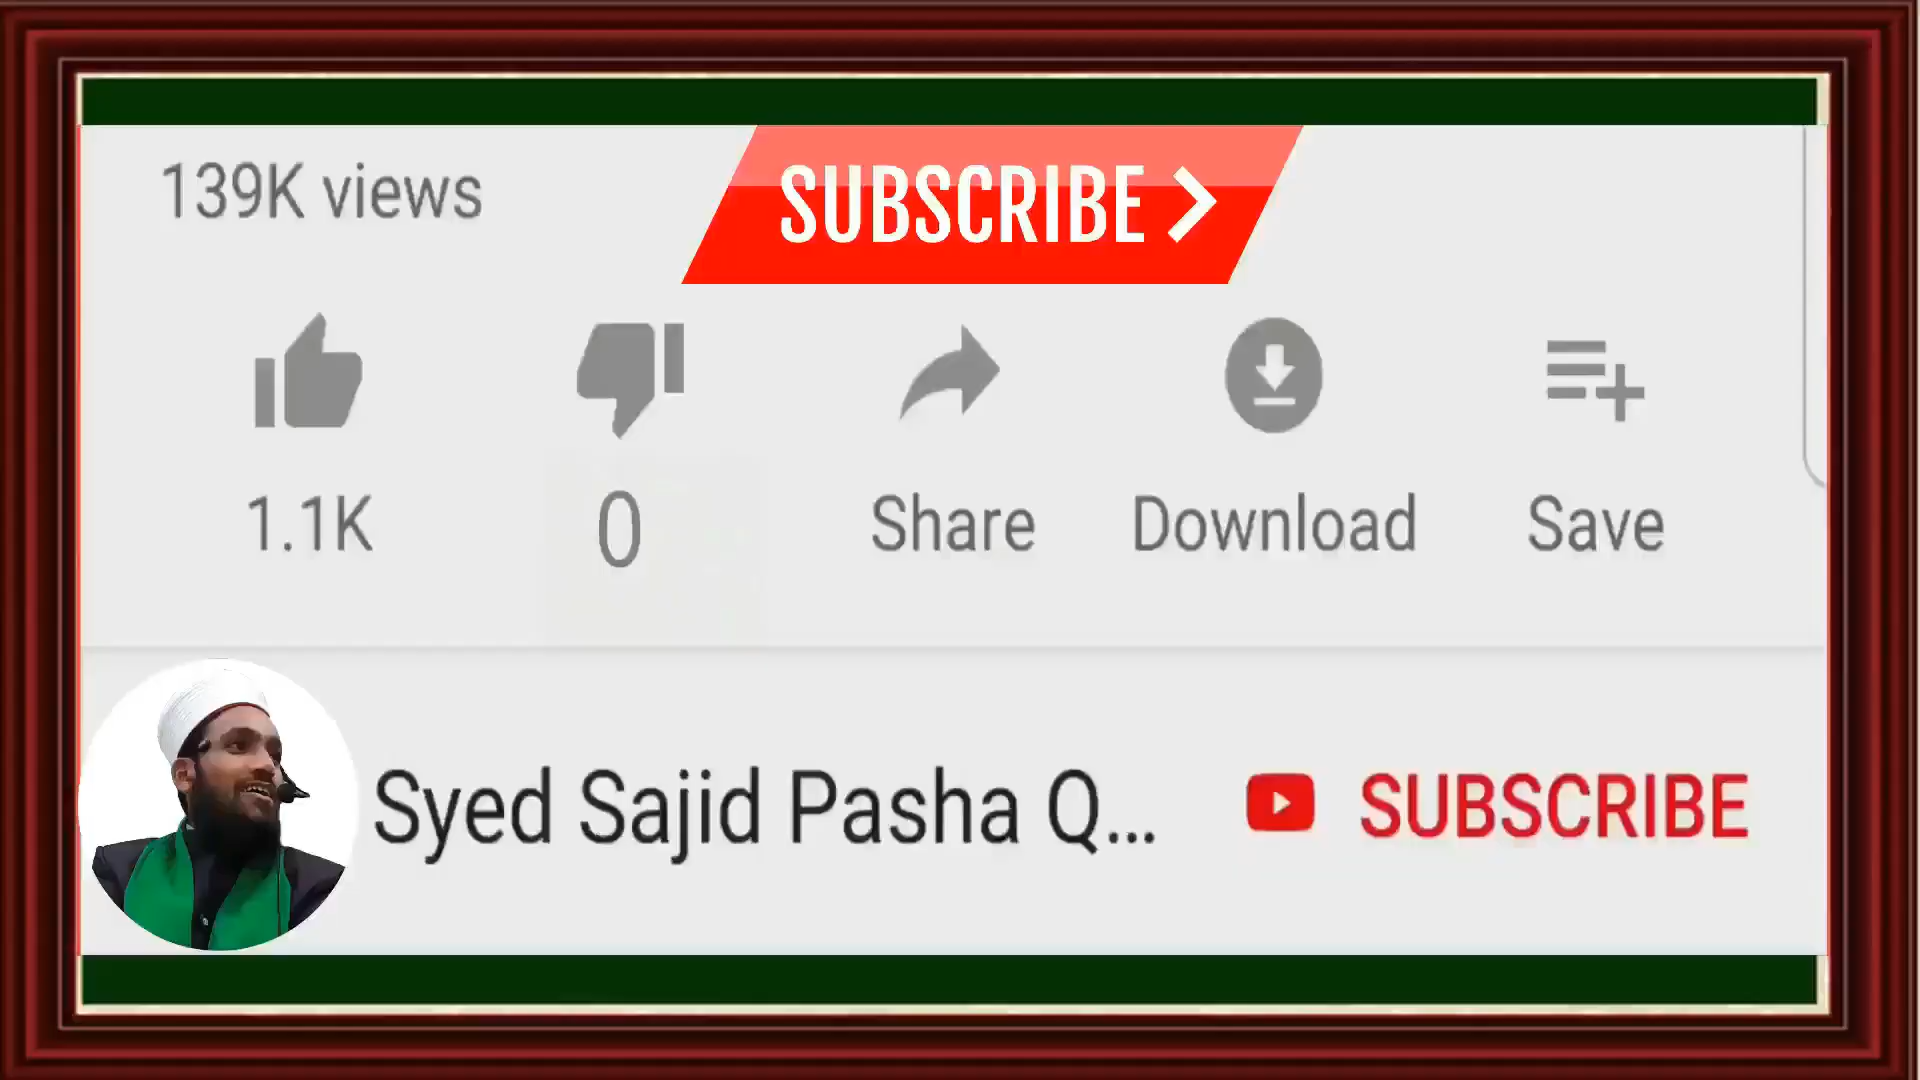 139K views
SUBSCRIBE
1.1K
0
Share
Download
Save
Syed Sajid Pasha Q...
SUBSCRIBE